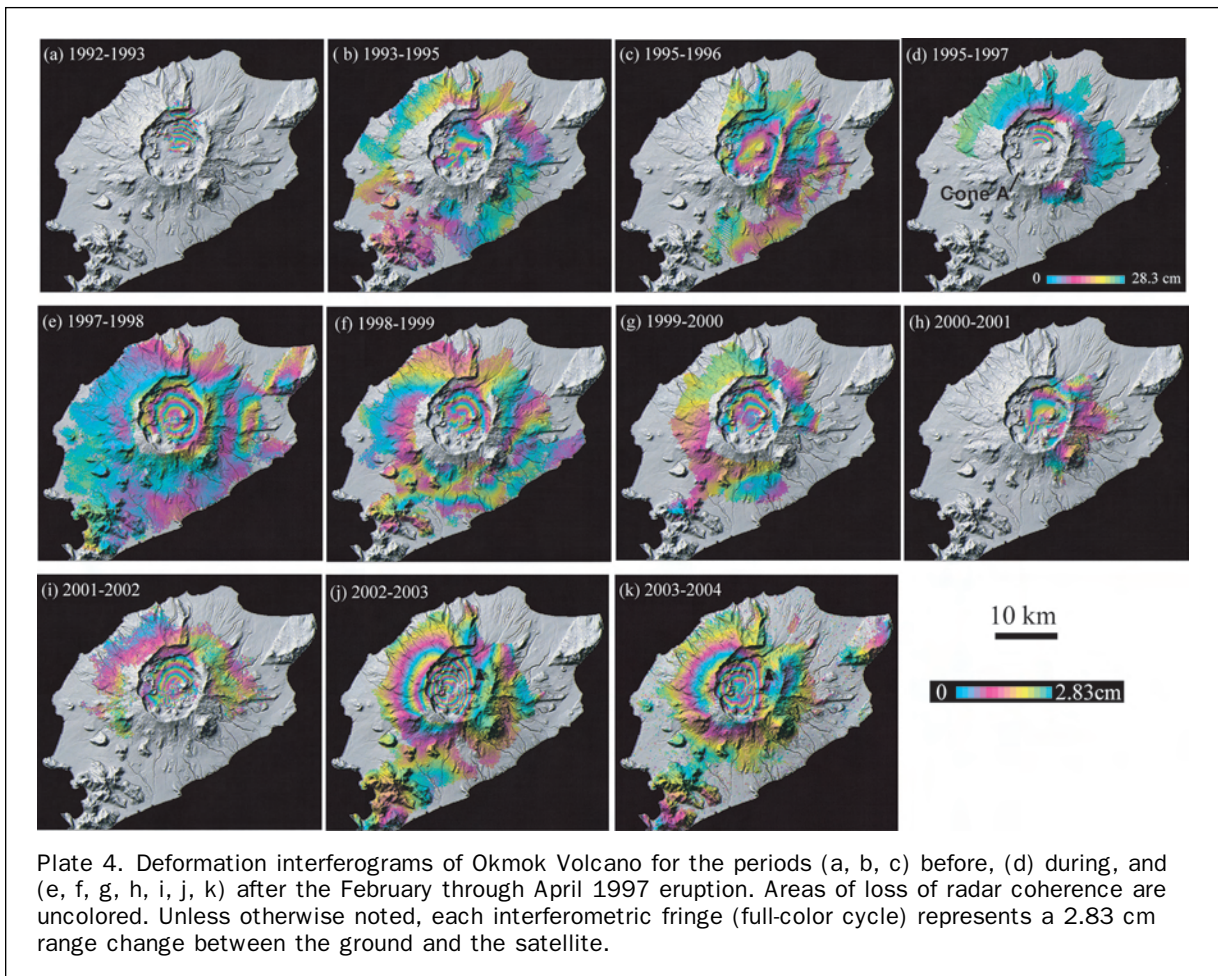 (a) 1992-1993
(b) 1993-1995
(c) 1995-1996
(d) 1995-1997
Cone A
0 28.3 cm
(e) 1997-1998
(f) 1998-1999
(g) 1999-2000
(h) 2000-2001
(i) 2001-2002
(j) 2002-2003
(k) 2003-2004
10 km
0 2.83cm
Plate 4. Deformation interferograms of Okmok Volcano for the periods (a, b, c) before, (d) during, and
(e, f, g, h, i, j, k) after the February through April 1997 eruption. Areas of loss of radar coherence are
uncolored. Unless otherwise noted, each interferometric fringe (full-color cycle) represents a 2.83 cm
range change between the ground and the satellite.